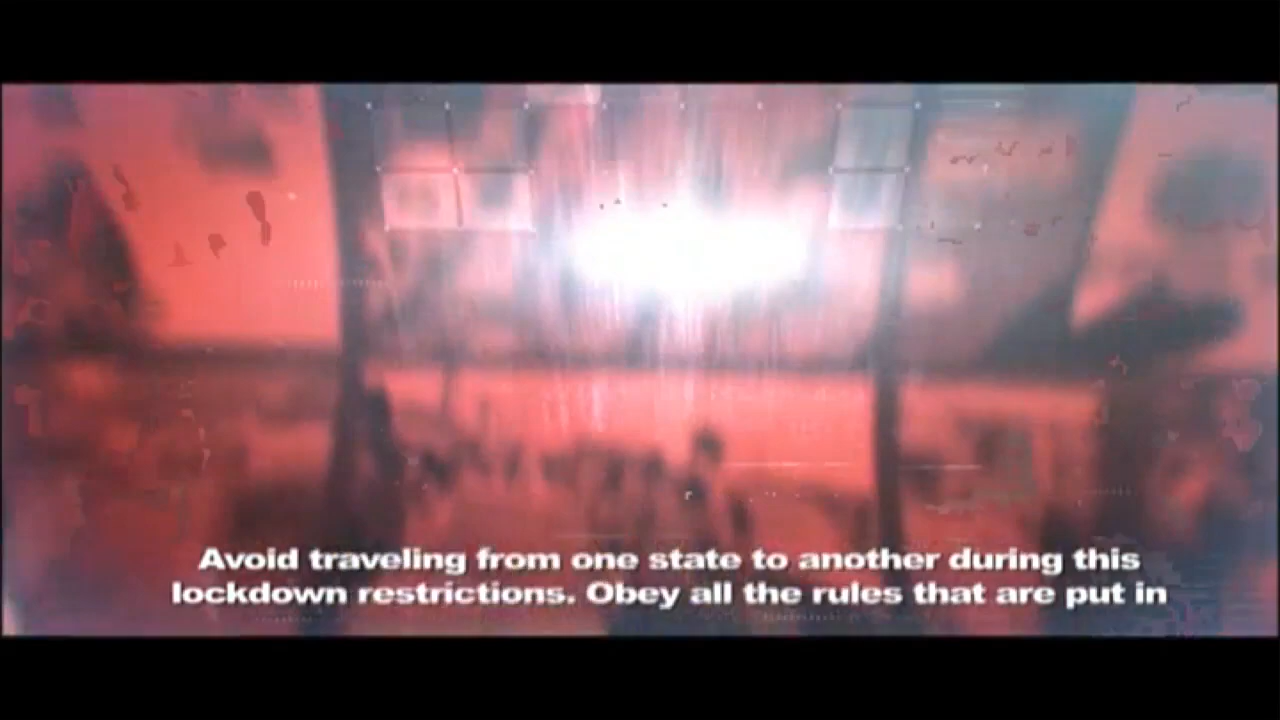 Avoid traveling from one state to another during this
lockdown restrictions. Obey all the rules that are put in